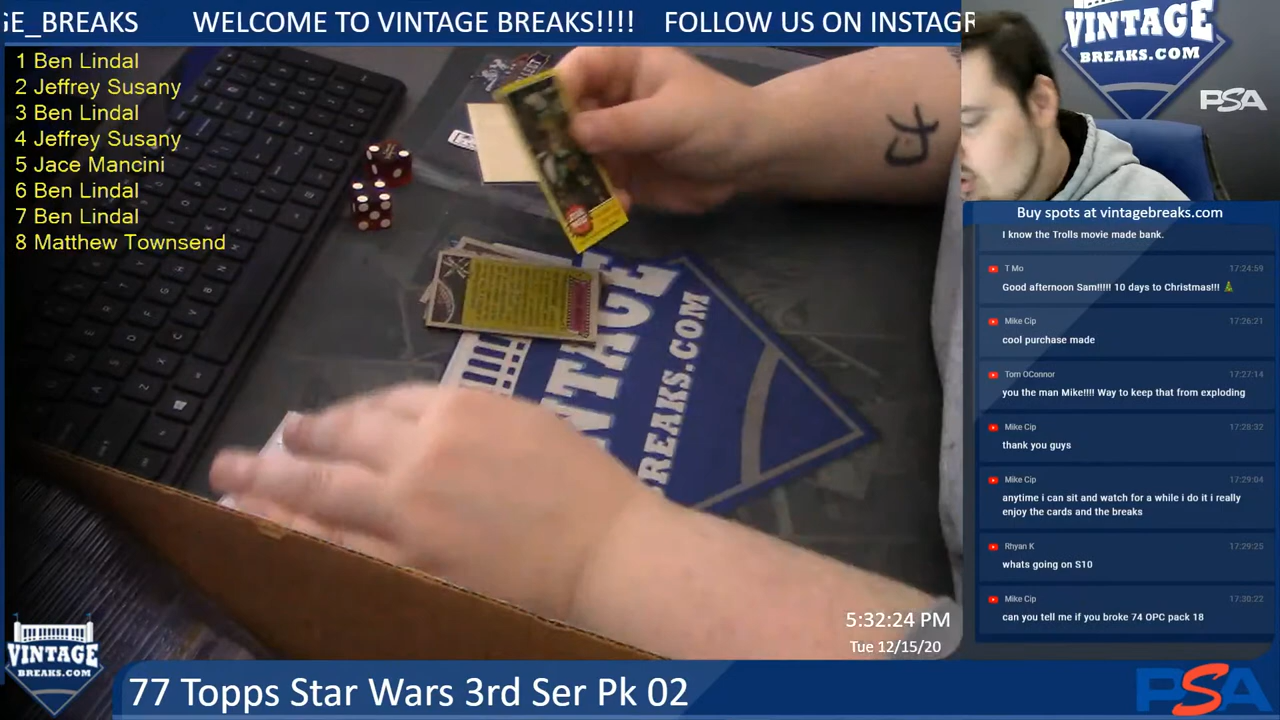 GE_BREAKS WELCOME TO VINTAGE BREAKS!!!! FOLLOW US ON INSTAGR
1 Ben Lindal
2 Jeffrey Susany
3 Ben Lindal
4 Jeffrey Susany
5 Jace Mancini
6 Ben Lindal
7 Ben Lindal
8 Matthew Townsend
VINTAGE
BREAKS.COM
PSA
Buy spots at vintagebreaks.com
I know the Trolls movie made bank.
T Mo 17:24:59
Good afternoon Sam!!!!! 10 days to Christmas!!! 🎄
Mike Cip 17:26:21
cool purchase made
Tom OConnor 17:27:14
you the man Mike!!!! Way to keep that from exploding
Mike Cip 17:28:32
thank you guys
Mike Cip 17:29:04
anytime i can sit and watch for a while i do it i really
enjoy the cards and the breaks
Rhyan K 17:29:25
whats going on S10
Mike Cip 17:30:22
can you tell me if you broke 74 OPC pack 18
NTAGE
BREAKS.COM
5:32:24 PM
Tue 12/15/20
VINTAGE
BREAKS.COM
77 Topps Star Wars 3rd Ser Pk 02
PSA